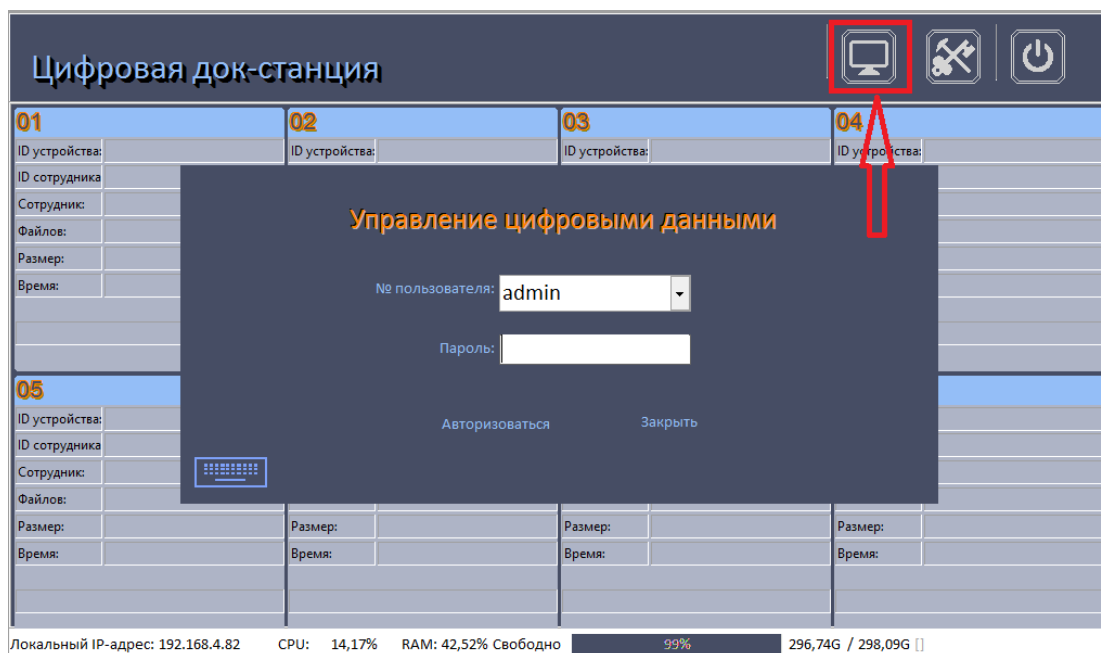 Цифровая док-станция
01 02 03 04
ID устройства: ID устройства: ID устройства: ID устройства:
ID сотрудника
Сотрудник:
Файлов:
Размер:
Время:
Управление цифровыми данными
№ пользователя: admin
Пароль:
Авторизоваться Закрыть
05
ID устройства:
ID сотрудника
Сотрудник:
Файлов:
Размер: Размер: Размер: Размер:
Время: Время: Время: Время:
Локальный IP-адрес: 192.168.4.82 CPU: 14,17% RAM: 42,52% Свободно 99% 296,74G / 298,09G []